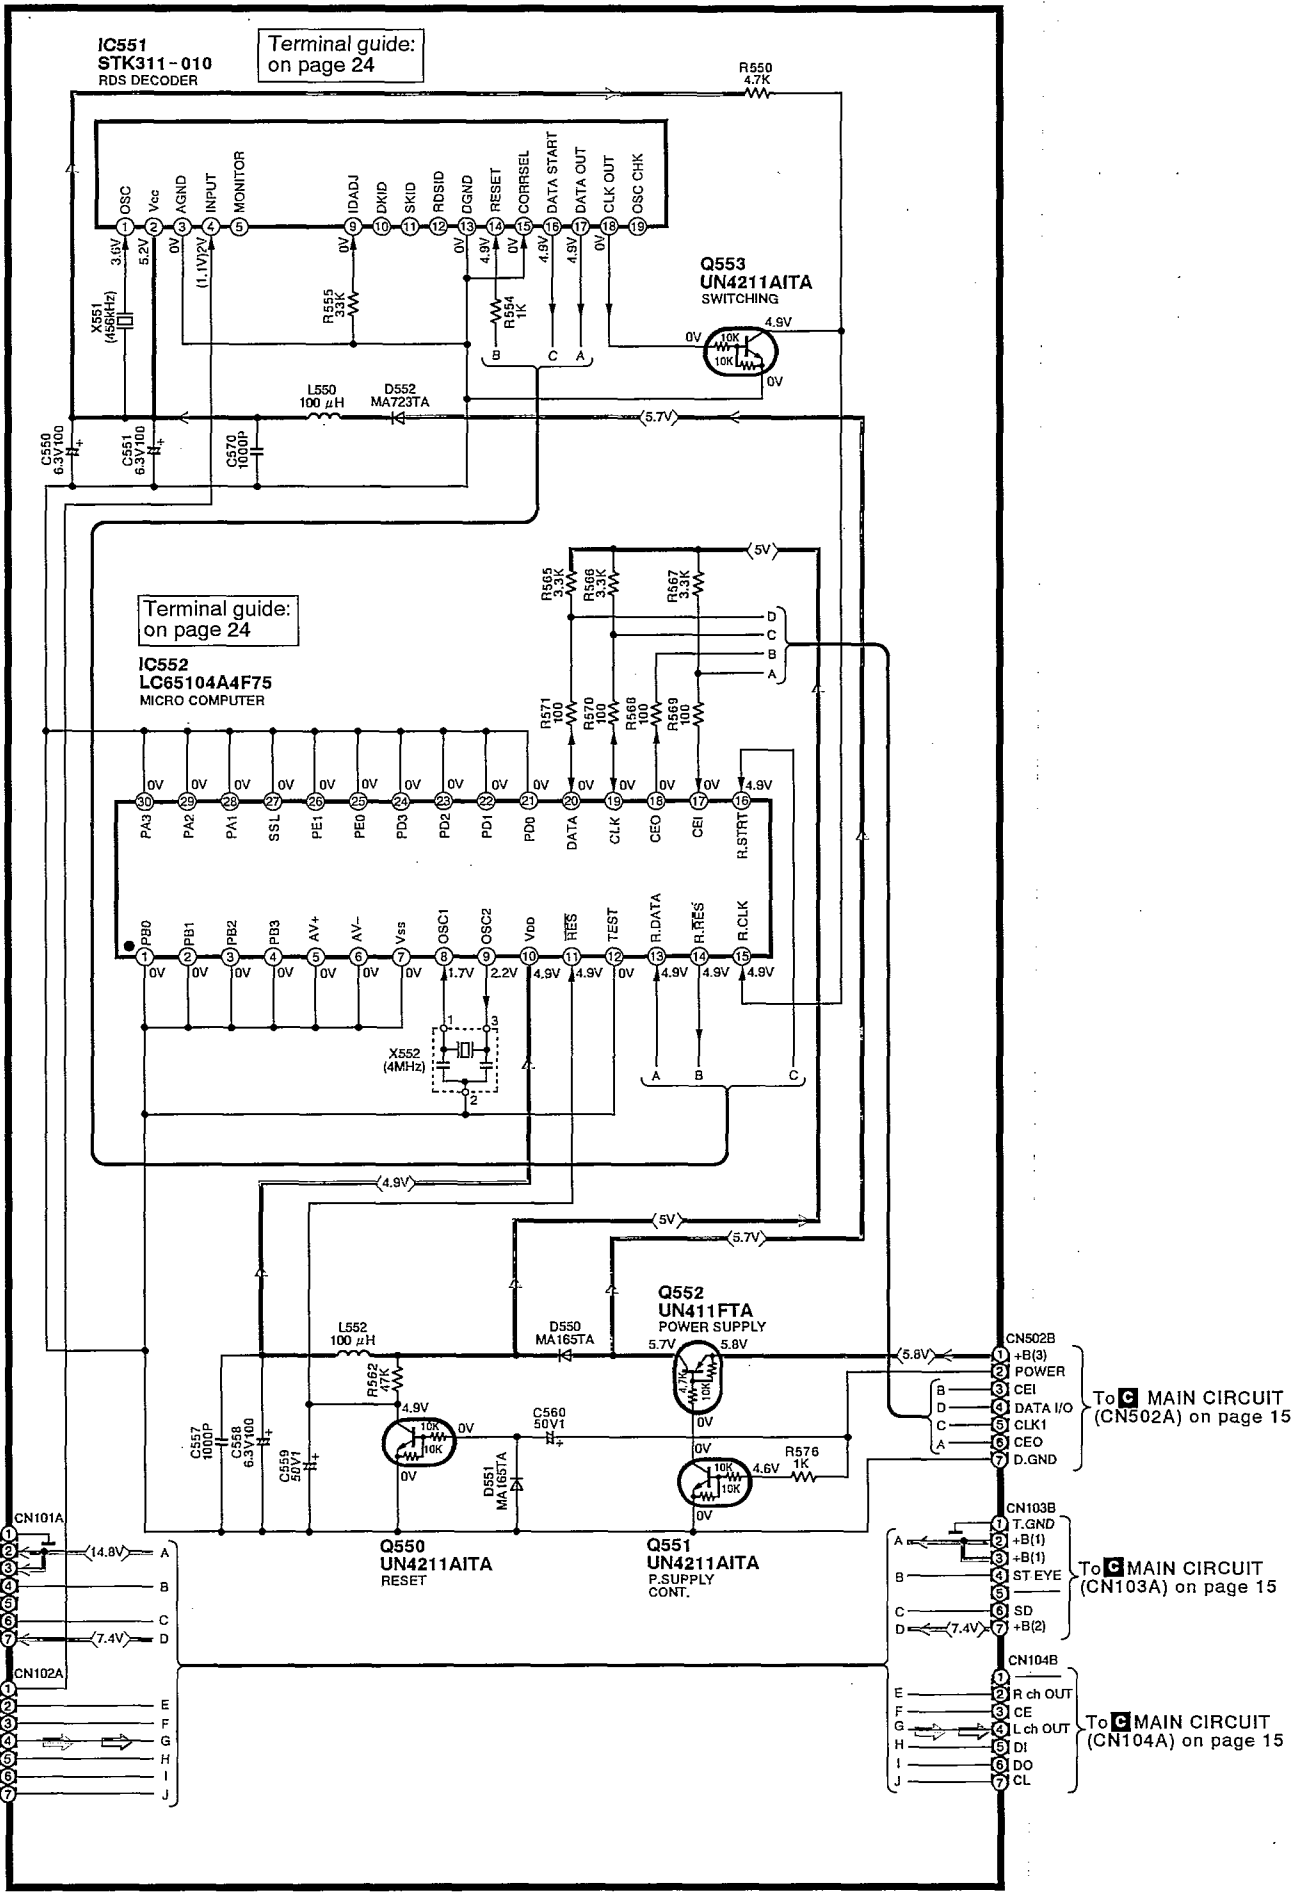 IC551
STK311-010
RDS DECODER
Terminal guide:
on page 24
R550
4.7K
OSC
Vcc
AGND
INPUT
MONITOR
IDADJ
DKID
SKID
RDSID
DGND
RESET
CORRSEL
DATA START
DATA OUT
CLK OUT
OSC CHK
1 2 3 4 5 9 10 11 12 13 14 15 16 17 18 19
3.6V
5.2V
0V
(1.1V)2V
0V
0V
4.9V
0V
4.9V
4.9V
0V
X551
(456kHz)
R555
33K
R554
1K
B C A
Q553
UN4211AITA
SWITCHING
4.9V
0V
10K
10K
0V
L550
100 μH
D552
MA723TA
(5.7V)
C550
6.3V100
C551
6.3V100
C570
1000P
(5V)
R565
3.3K
R566
3.3K
R567
3.3K
D
C
B
A
Terminal guide:
on page 24
IC552
LC65104A4F75
MICRO COMPUTER
R571
100
R570
100
R568
100
R569
100
0V 0V 0V 0V 0V 0V 0V 0V 0V 0V 0V 0V 0V 0V 4.9V
30 29 28 27 26 25 24 23 22 21 20 19 18 17 16
PA3 PA2 PA1 SSL PE1 PE0 PD3 PD2 PD1 PD0 DATA CLK CEO CEI R.STRT
PB0 PB1 PB2 PB3 AV+ AV- Vss OSC1 OSC2 VDD RES TEST R.DATA R.RES R.CLK
1 2 3 4 5 6 7 8 9 10 11 12 13 14 15
0V 0V 0V 0V 0V 0V 0V 1.7V 2.2V 4.9V 4.9V 0V 4.9V 4.9V 4.9V
1 3
X552
(4MHz)
2
A B C
(4.9V)
(5V)
(5.7V)
Q552
UN411FTA
POWER SUPPLY
L552
100 μH
D550
MA165TA
5.7V
5.8V
(5.8V)
4.7K
10K
0V
R562
47K
4.9V
10K
10K
0V
0V
C560
50V1
C557
1000P
C558
6.3V100
C559
50V1
D551
MA165TA
0V
R576
1K
4.6V
10K
10K
0V
Q550
UN4211AITA
RESET
Q551
UN4211AITA
P.SUPPLY
CONT.
CN502B
1 +B(3)
2 POWER
B 3 CEI
D 4 DATA I/O
C 5 CLK1
A 6 CEO
7 D.GND
To C MAIN CIRCUIT
(CN502A) on page 15
CN101A
1
2 (14.8V) A
3
4 B
5
6 C
7 (7.4V) D
CN102A
1
2 E
3 F
4 G
5 H
6 I
7 J
CN103B
1 T.GND
A 2 +B(1)
3 +B(1)
B 4 ST EYE
5
C 6 SD
D (7.4V) 7 +B(2)
To C MAIN CIRCUIT
(CN103A) on page 15
CN104B
1
E 2 R ch OUT
F 3 CE
G 4 L ch OUT
H 5 DI
I 6 DO
J 7 CL
To C MAIN CIRCUIT
(CN104A) on page 15